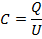 C = Q/U